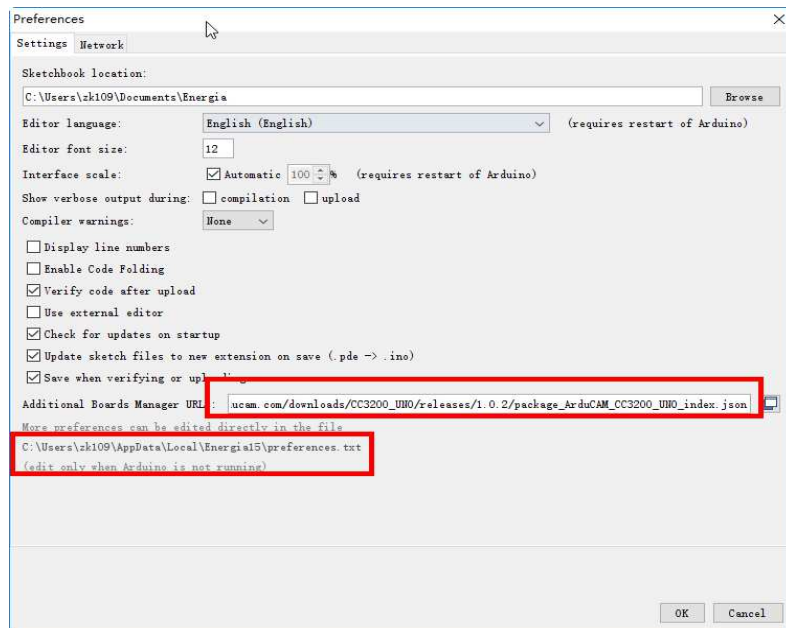 Preferences
Settings Network
Sketchbook location:
C:\Users\zk109\Documents\Energia Browse
Editor language: English (English) (requires restart of Arduino)
Editor font size: 12
Interface scale: Automatic 100 % (requires restart of Arduino)
Show verbose output during: compilation upload
Compiler warnings: None
Display line numbers
Enable Code Folding
Verify code after upload
Use external editor
Check for updates on startup
Update sketch files to new extension on save (.pde -> .ino)
Save when verifying or uploading
Additional Boards Manager URLs: ucam.com/downloads/CC3200_UNO/releases/1.0.2/package_ArduCAM_CC3200_UNO_index.json
More preferences can be edited directly in the file
C:\Users\zk109\AppData\Local\Energia15\preferences.txt
(edit only when Arduino is not running)
OK Cancel